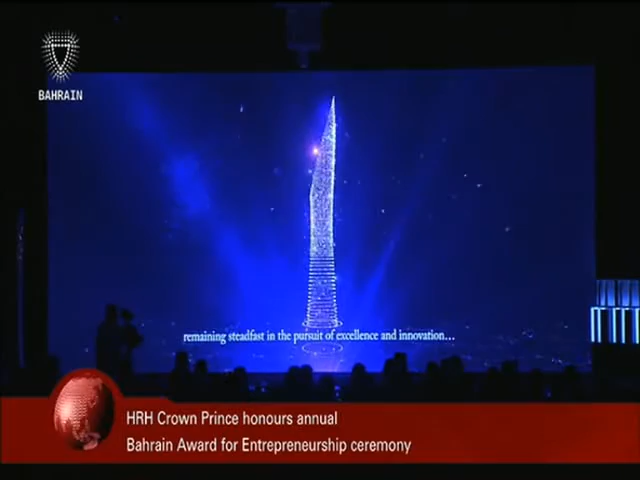 BAHRAIN
remaining steadfast in the pursuit of excellence and innovation...
HRH Crown Prince honours annual
Bahrain Award for Entrepreneurship ceremony